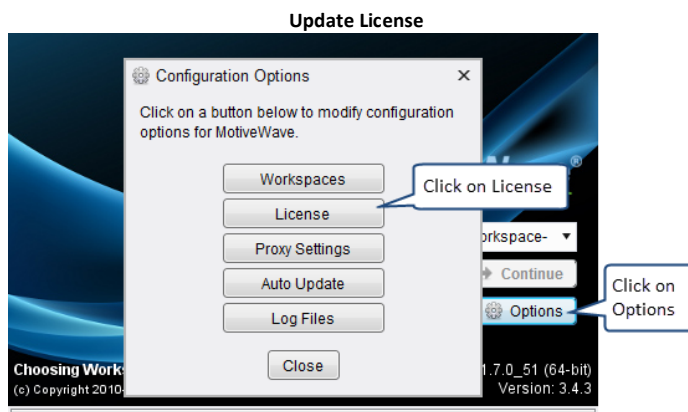 Update License
Configuration Options
Click on a button below to modify configuration
options for MotiveWave.
Workspaces
License
Proxy Settings
Auto Update
Log Files
Close
Click on License
®
Continue
Options
Click on
Options
Choosing
(c) Copyright
1.7.0_51 (64-bit)
Version: 3.4.3